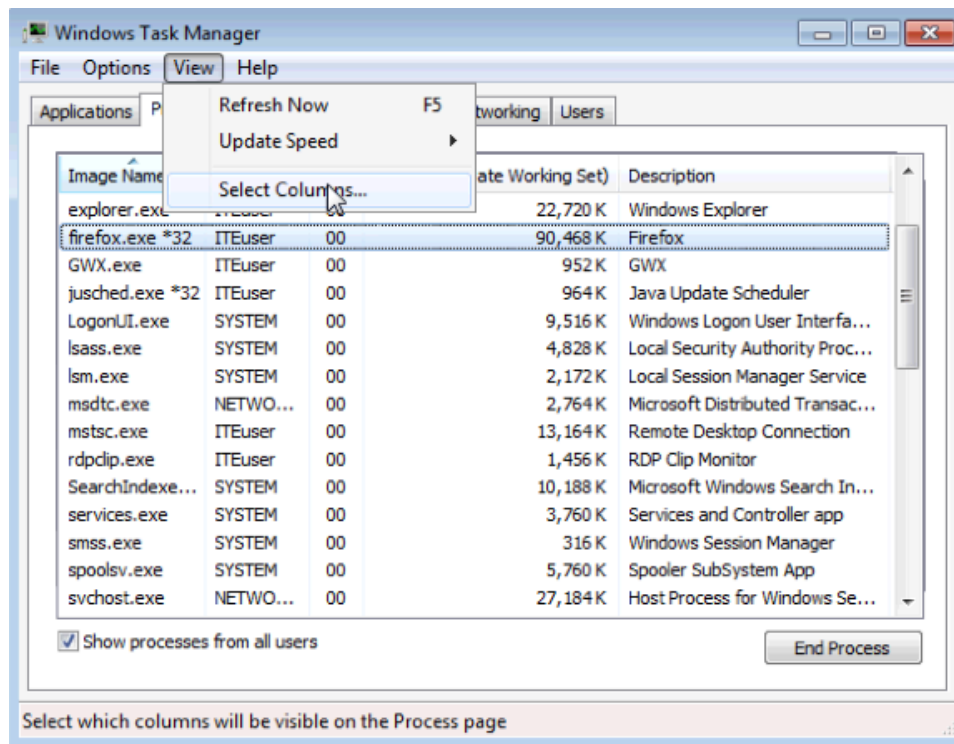 Windows Task Manager
File Options View Help
Refresh Now F5
Update Speed
Select Columns...
Applications P tworking Users
Image Name ate Working Set) Description
explorer.exe ITEuser 00 22,720 K Windows Explorer
firefox.exe *32 ITEuser 00 90,468 K Firefox
GWX.exe ITEuser 00 952 K GWX
jusched.exe *32 ITEuser 00 964 K Java Update Scheduler
LogonUI.exe SYSTEM 00 9,516 K Windows Logon User Interfa...
lsass.exe SYSTEM 00 4,828 K Local Security Authority Proc...
lsm.exe SYSTEM 00 2,172 K Local Session Manager Service
msdtc.exe NETWO... 00 2,764 K Microsoft Distributed Transac...
mstsc.exe ITEuser 00 13,164 K Remote Desktop Connection
rdpclip.exe ITEuser 00 1,456 K RDP Clip Monitor
SearchIndexe... SYSTEM 00 10,188 K Microsoft Windows Search In...
services.exe SYSTEM 00 3,760 K Services and Controller app
smss.exe SYSTEM 00 316 K Windows Session Manager
spoolsv.exe SYSTEM 00 5,760 K Spooler SubSystem App
svchost.exe NETWO... 00 27,184 K Host Process for Windows Se...
Show processes from all users
End Process
Select which columns will be visible on the Process page